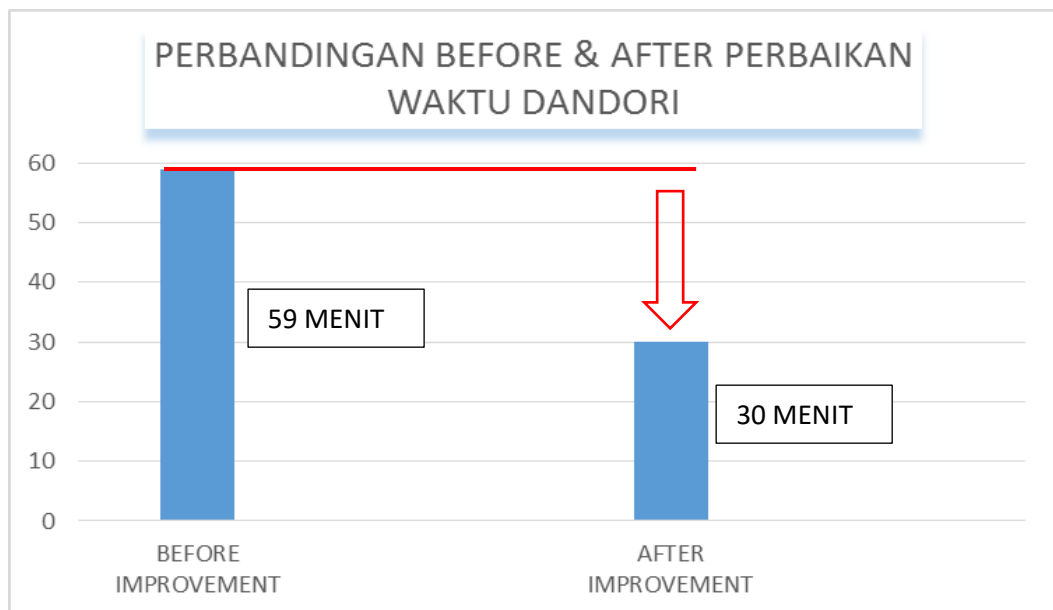 PERBANDINGAN BEFORE & AFTER PERBAIKAN
WAKTU DANDORI
60
50
40
30
20
10
0
59 MENIT
30 MENIT
BEFORE
IMPROVEMENT
AFTER
IMPROVEMENT